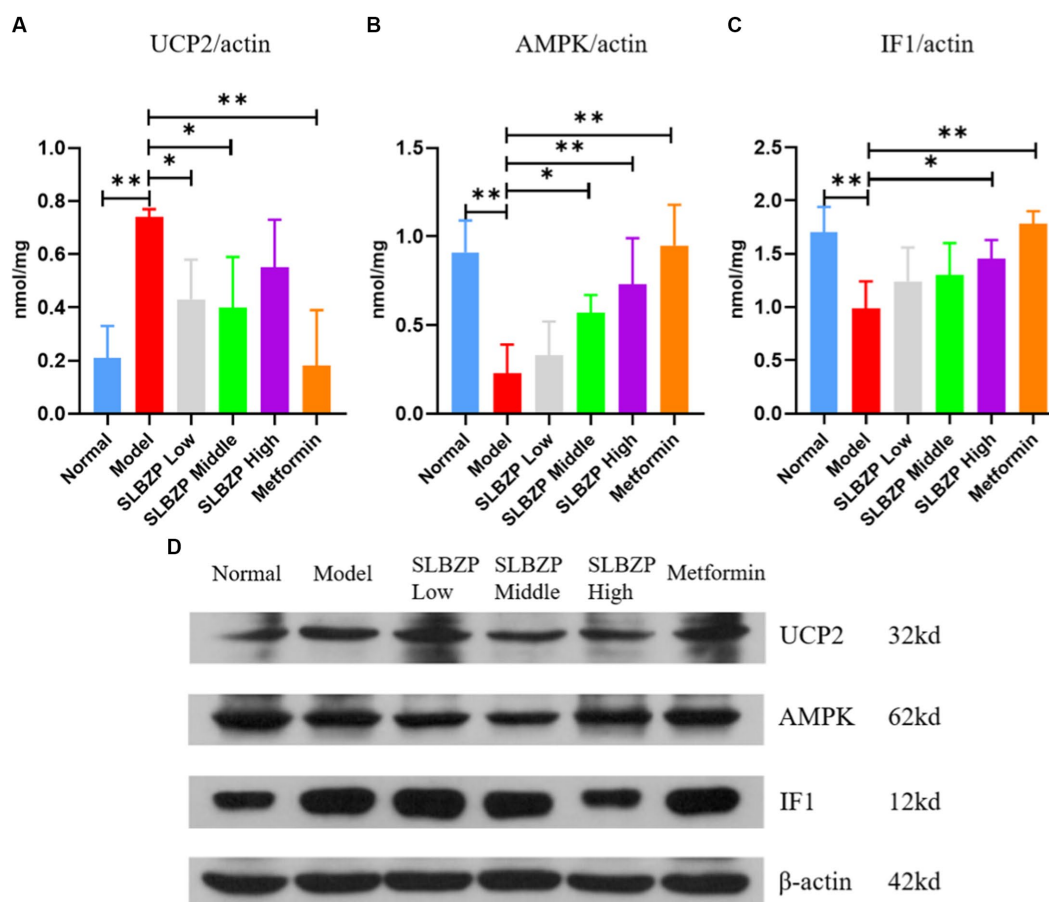 A
UCP2/actin
**
*
*
**
nmol/mg
1.0
0.8
0.6
0.4
0.2
0.0
Normal
Model
SLBZP Low
SLBZP Middle
SLBZP High
Metformin
B
AMPK/actin
**
**
*
**
nmol/mg
1.5
1.0
0.5
0.0
Normal
Model
SLBZP Low
SLBZP Middle
SLBZP High
Metformin
C
IF1/actin
**
*
**
nmol/mg
2.5
2.0
1.5
1.0
0.5
0.0
Normal
Model
SLBZP Low
SLBZP Middle
SLBZP High
Metformin
D
Normal
Model
SLBZP
Low
SLBZP
Middle
SLBZP
High
Metformin
UCP2 32kd
AMPK 62kd
IF1 12kd
β-actin 42kd